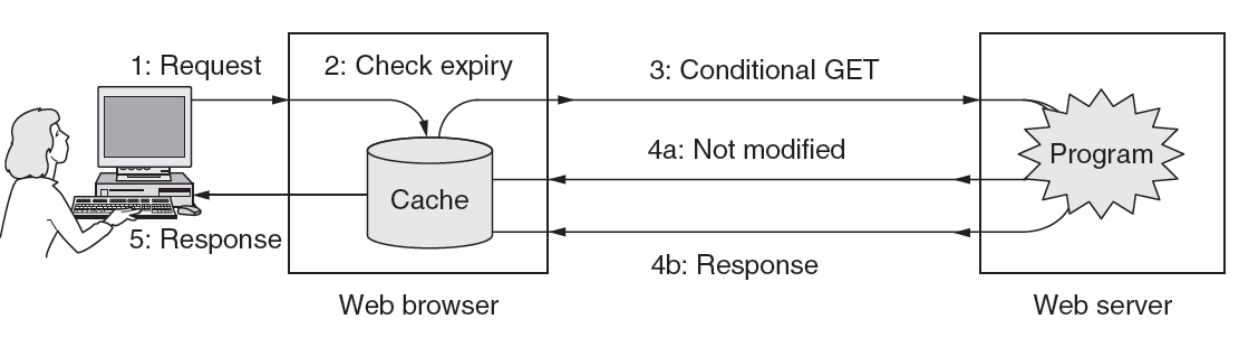 1: Request
2: Check expiry
3: Conditional GET
4a: Not modified
Program
Cache
5: Response
4b: Response
Web browser
Web server